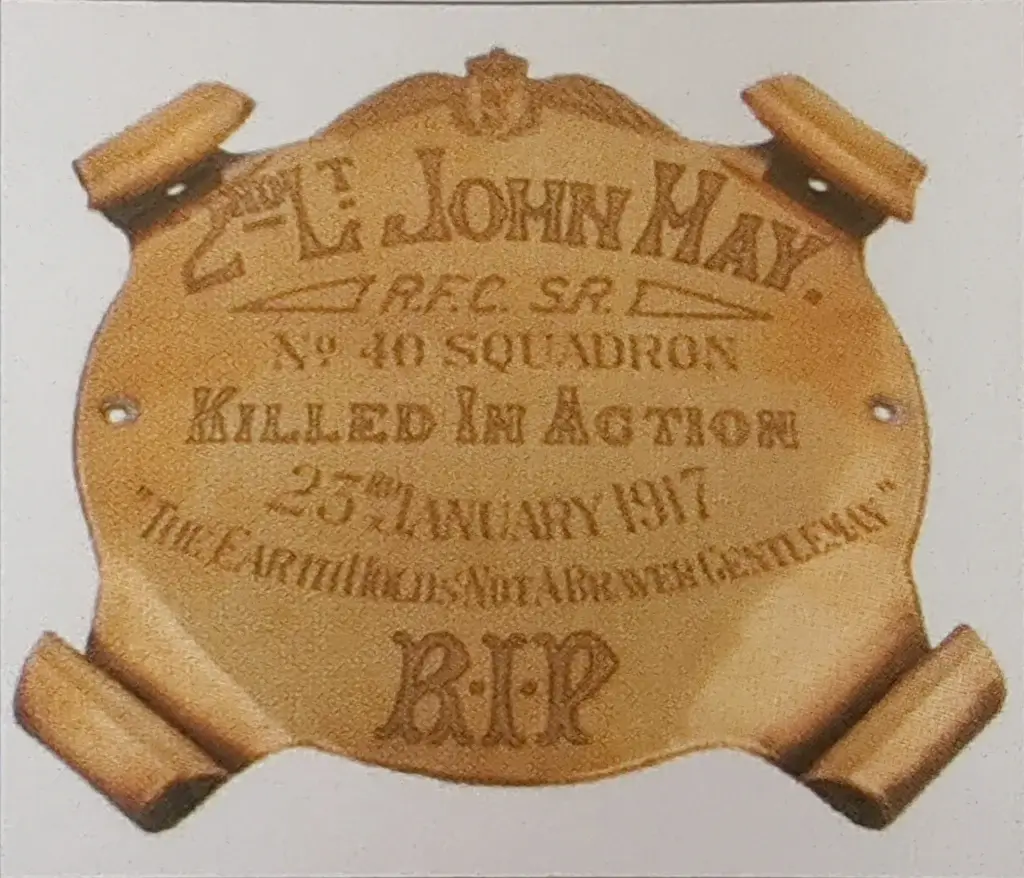 2ND LT JOHN MAY.
R.F.C. S.R.
No 40 SQUADRON
KILLED IN ACTION
23RD JANUARY 1917
"THE EARTH HOLDS NOT A BRAVER GENTLEMAN"
R·I·P